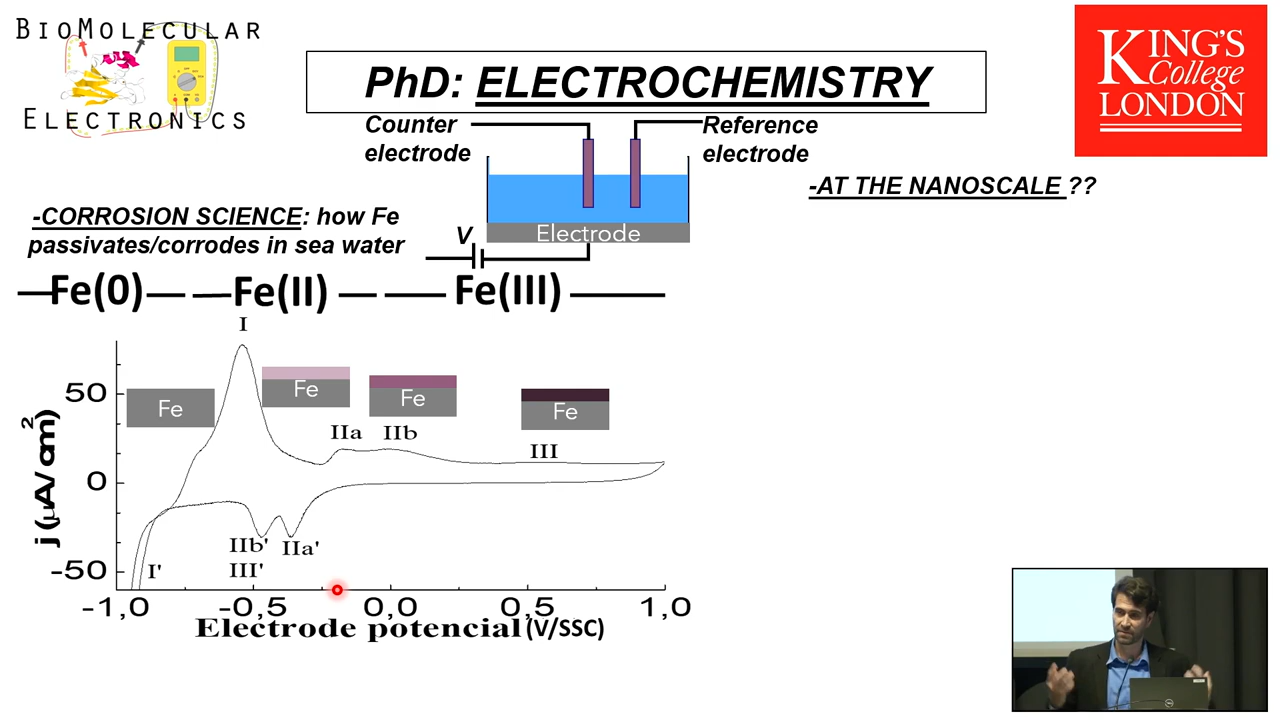 BIOMOLECULAR
ELECTRONICS
PhD: ELECTROCHEMISTRY
KING'S
College
LONDON
Counter
electrode
Reference
electrode
-AT THE NANOSCALE ??
-CORROSION SCIENCE: how Fe
passivates/corrodes in sea water
V
Electrode
Fe(0)
Fe(II)
Fe(III)
I
Fe
Fe
Fe
Fe
IIa
IIb
III
50
0
-50
j (µA/cm²)
IIb'
IIa'
III'
I'
-1,0
-0,5
0,0
0,5
1,0
Electrode potencial (V/SSC)